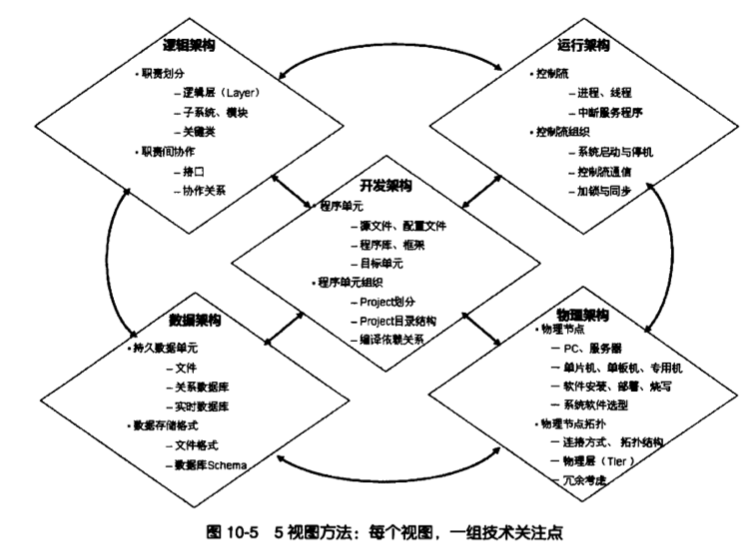 逻辑架构
• 职责划分
– 逻辑层（Layer）
– 子系统、模块
– 关键类
• 职责间协作
– 接口
– 协作关系
运行架构
• 控制流
– 进程、线程
– 中断服务程序
• 控制流组织
– 系统启动与停机
– 控制流通信
– 加锁与同步
开发架构
• 程序单元
– 源文件、配置文件
– 程序库、框架
– 目标单元
• 程序单元组织
– Project划分
– Project目录结构
– 编译依赖关系
数据架构
• 持久数据单元
– 文件
– 关系数据库
– 实时数据库
• 数据存储格式
– 文件格式
– 数据库Schema
物理架构
• 物理节点
– PC、服务器
– 单片机、单板机、专用机
– 软件安装、部署、烧写
– 系统软件选型
• 物理节点拓扑
– 连接方式、拓扑结构
– 物理层（Tier）
– 冗余考虑
图 10-5 5 视图方法：每个视图，一组技术关注点